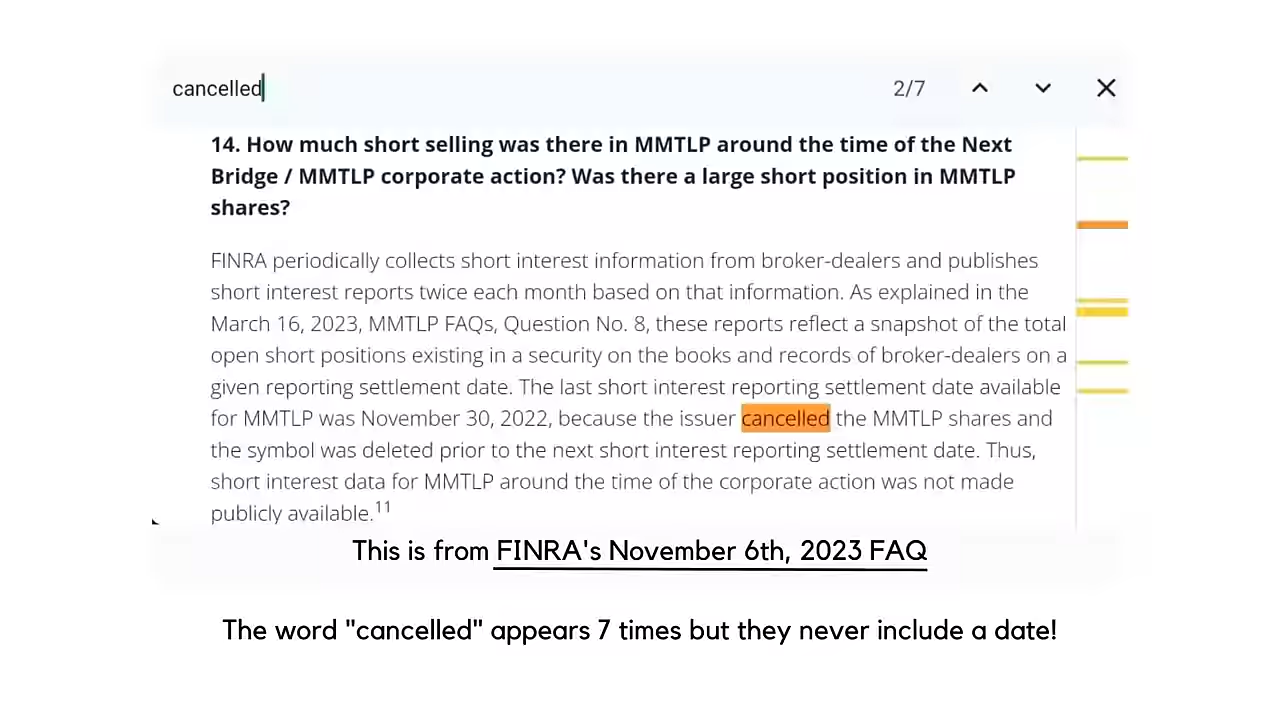 cancelled
2/7
14. How much short selling was there in MMTLP around the time of the Next
Bridge / MMTLP corporate action? Was there a large short position in MMTLP
shares?
FINRA periodically collects short interest information from broker-dealers and publishes
short interest reports twice each month based on that information. As explained in the
March 16, 2023, MMTLP FAQs, Question No. 8, these reports reflect a snapshot of the total
open short positions existing in a security on the books and records of broker-dealers on a
given reporting settlement date. The last short interest reporting settlement date available
for MMTLP was November 30, 2022, because the issuer cancelled the MMTLP shares and
the symbol was deleted prior to the next short interest reporting settlement date. Thus,
short interest data for MMTLP around the time of the corporate action was not made
publicly available.11
This is from FINRA's November 6th, 2023 FAQ
The word "cancelled" appears 7 times but they never include a date!